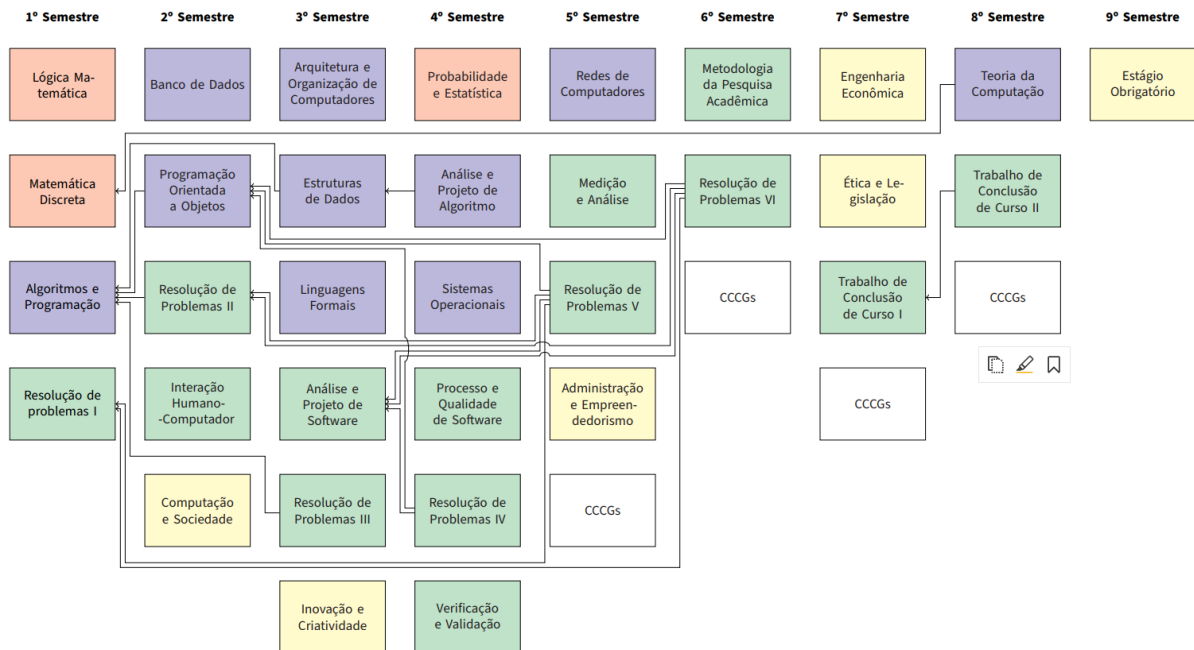 1º Semestre
2º Semestre
3º Semestre
4º Semestre
5º Semestre
6º Semestre
7º Semestre
8º Semestre
9º Semestre
Lógica Ma-
temática
Banco de Dados
Arquitetura e
Organização de
Computadores
Probabilidade
e Estatística
Redes de
Computadores
Metodologia
da Pesquisa
Acadêmica
Engenharia
Econômica
Teoria da
Computação
Estágio
Obrigatório
Matemática
Discreta
Programação
Orientada
a Objetos
Estruturas
de Dados
Análise e
Projeto de
Algoritmo
Medição
e Análise
Resolução de
Problemas VI
Ética e Le-
gislação
Trabalho de
Conclusão
de Curso II
Algoritmos e
Programação
Resolução de
Problemas II
Linguagens
Formais
Sistemas
Operacionais
Resolução de
Problemas V
CCCGs
Trabalho de
Conclusão
de Curso I
CCCGs
Resolução de
problemas I
Interação
Humano-
-Computador
Análise e
Projeto de
Software
Processo e
Qualidade
de Software
Administração
e Empreen-
dedorismo
CCCGs
Computação
e Sociedade
Resolução de
Problemas III
Resolução de
Problemas IV
CCCGs
Inovação e
Criatividade
Verificação
e Validação